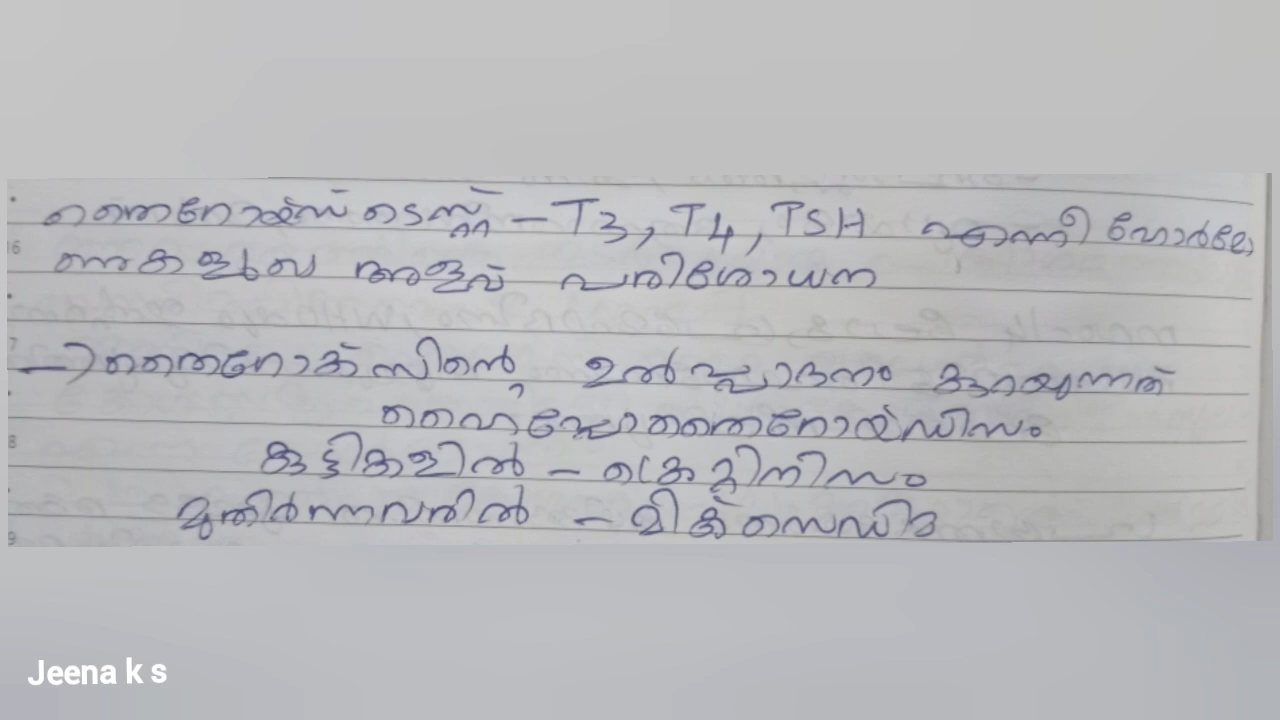 തൈറോയ്ഡ് ടെസ്റ്റ് - T3, T4, TSH എന്നീ ഹോർമോ
ണുകളുടെ അളവ് പരിശോധന
→ തൈറോക്സിന്റെ ഉൽപ്പാദനം കുറയുന്നത്
ഹൈപ്പോതൈറോയ്ഡിസം
കുട്ടികളിൽ - ക്രെറ്റിനിസം
മുതിർന്നവരിൽ - മിക്സെഡിമ
Jeena k s